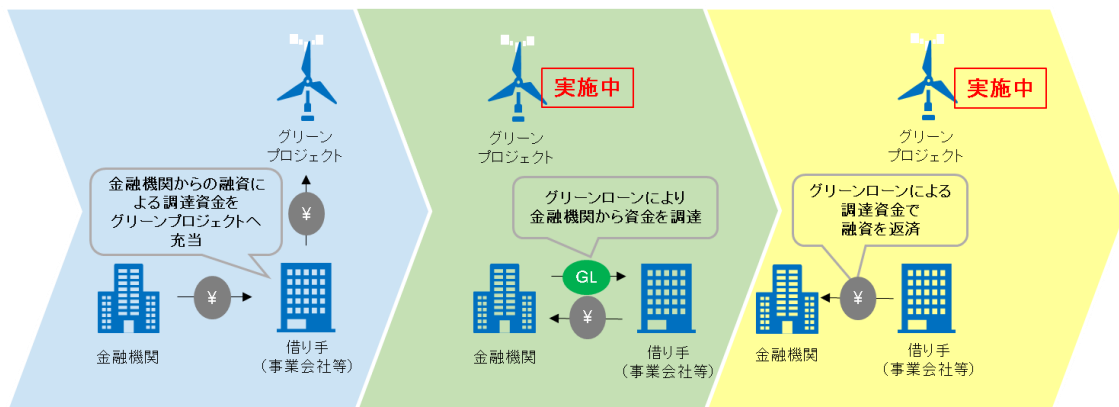 グリーン
プロジェクト
金融機関からの融資に
よる調達資金を
グリーンプロジェクトへ
充当
¥
¥
金融機関
借り手
（事業会社等）
実施中
グリーン
プロジェクト
グリーンローンにより
金融機関から資金を調達
GL
¥
金融機関
借り手
（事業会社等）
実施中
グリーン
プロジェクト
グリーンローンによる
調達資金で
融資を返済
¥
金融機関
借り手
（事業会社等）